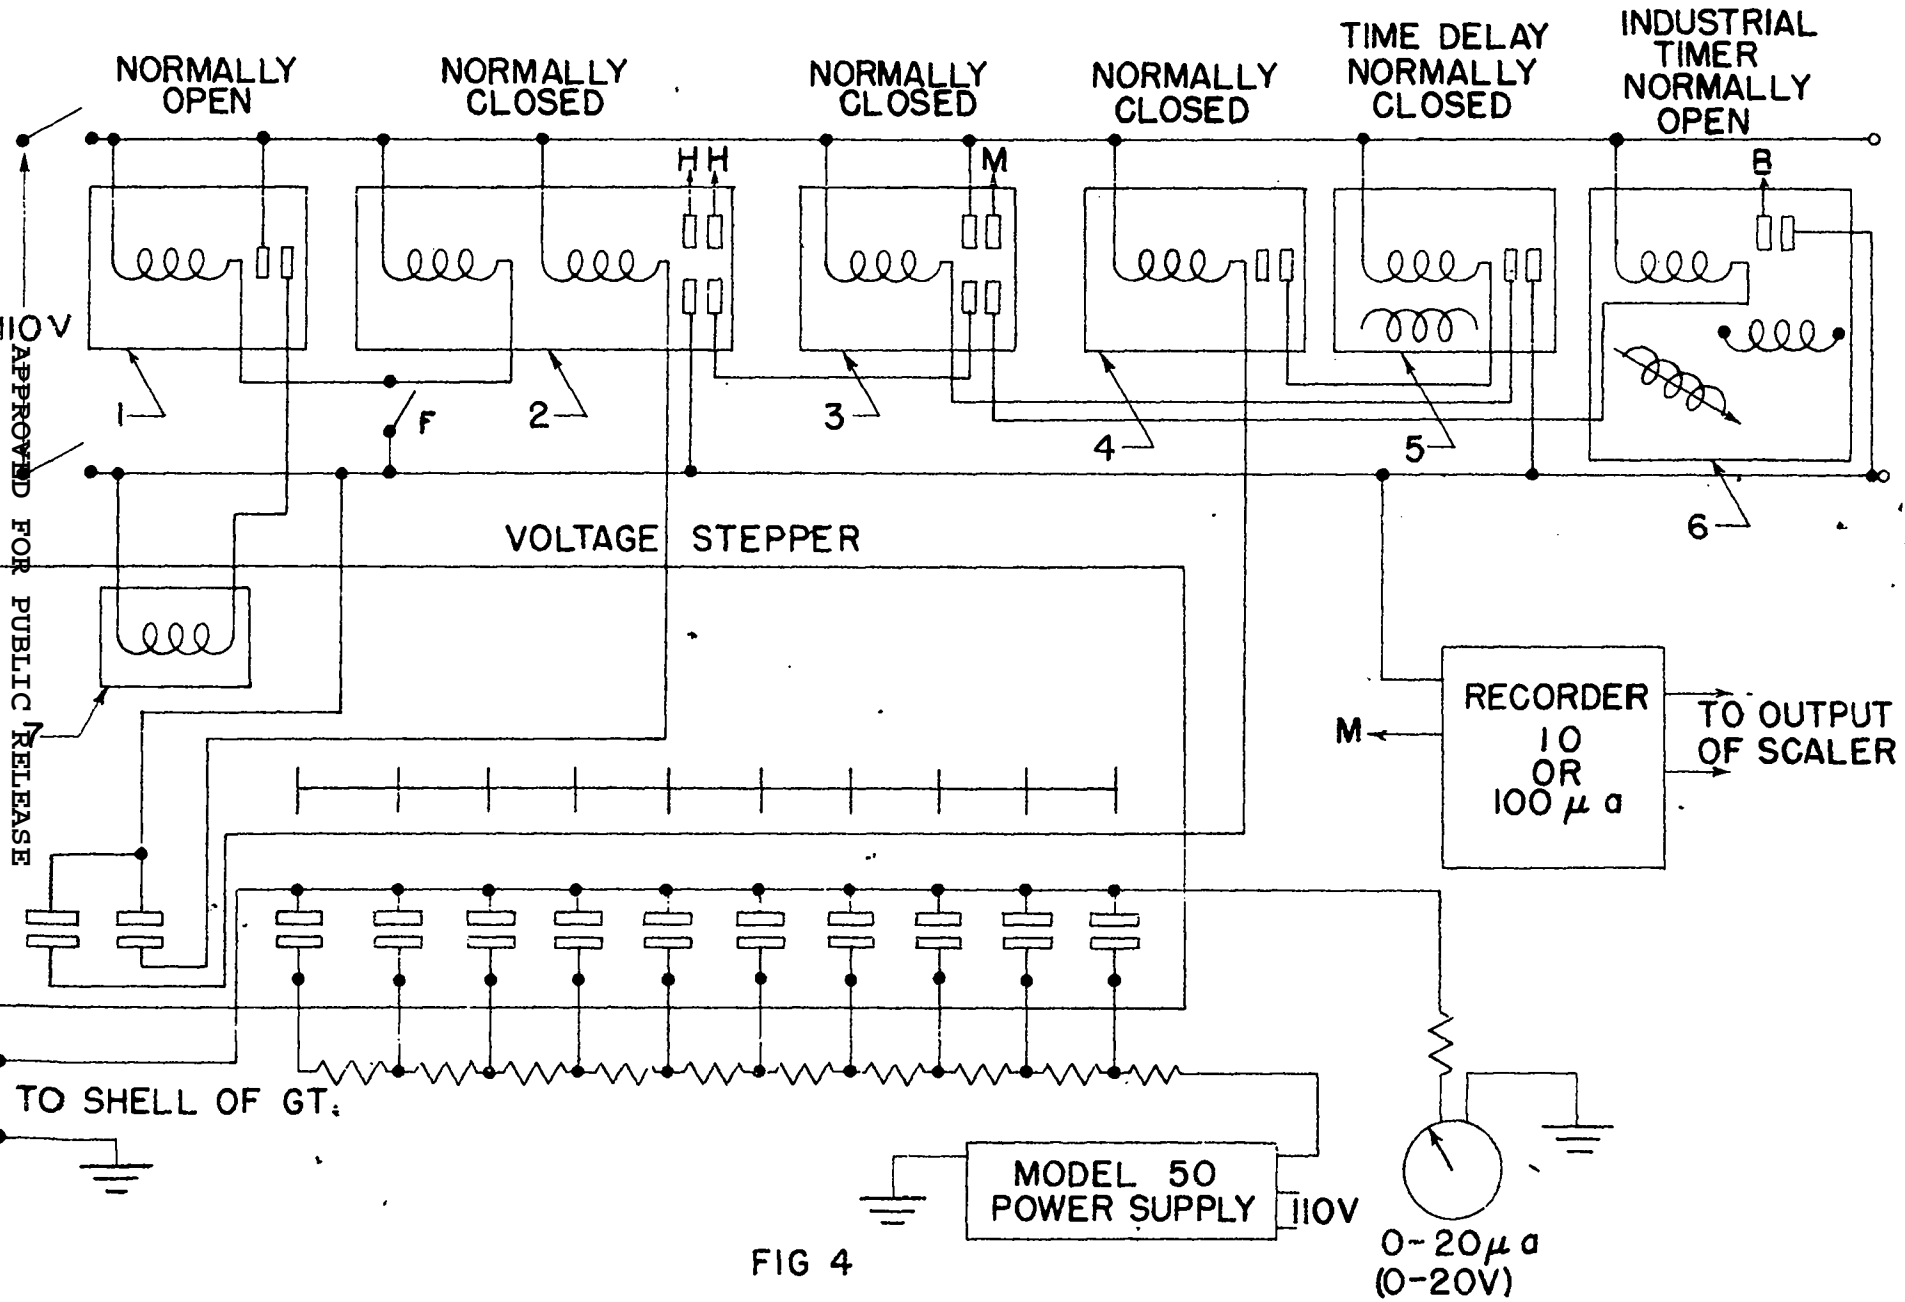 NORMALLY
OPEN
NORMALLY
CLOSED
NORMALLY
CLOSED
NORMALLY
CLOSED
TIME DELAY
NORMALLY
CLOSED
INDUSTRIAL
TIMER
NORMALLY
OPEN
H H
M
B
110V
1
F
2
3
4
5
6
APPROVED FOR PUBLIC RELEASE
VOLTAGE STEPPER
7
RECORDER
10
OR
100 μ a
M
TO OUTPUT
OF SCALER
TO SHELL OF GT.
MODEL 50
POWER SUPPLY
110V
0-20 μ a
(0-20V)
FIG 4